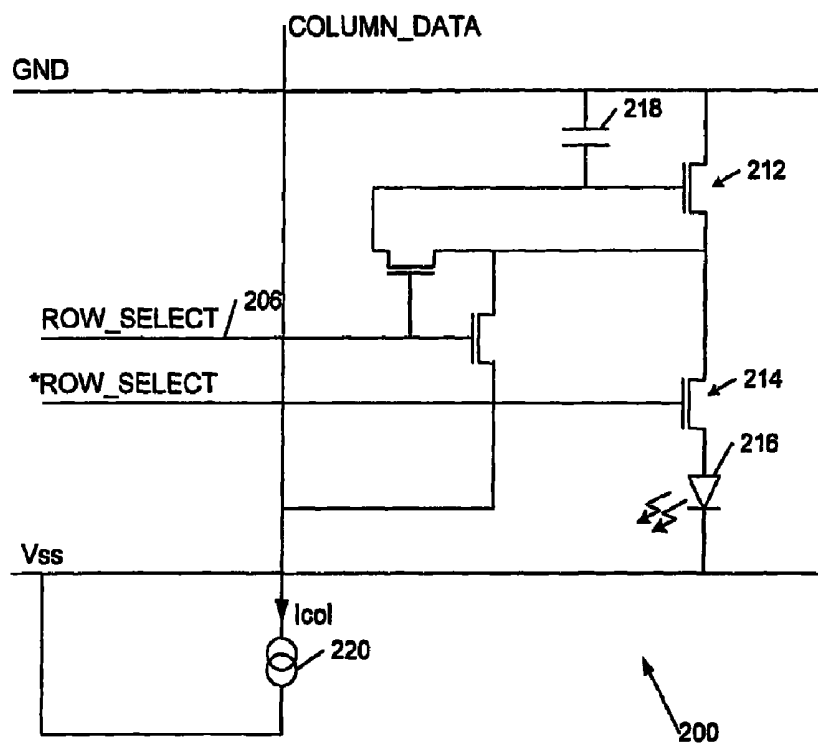 COLUMN_DATA
GND
218
212
206
ROW_SELECT
*ROW_SELECT
214
216
Vss
Icol
220
200